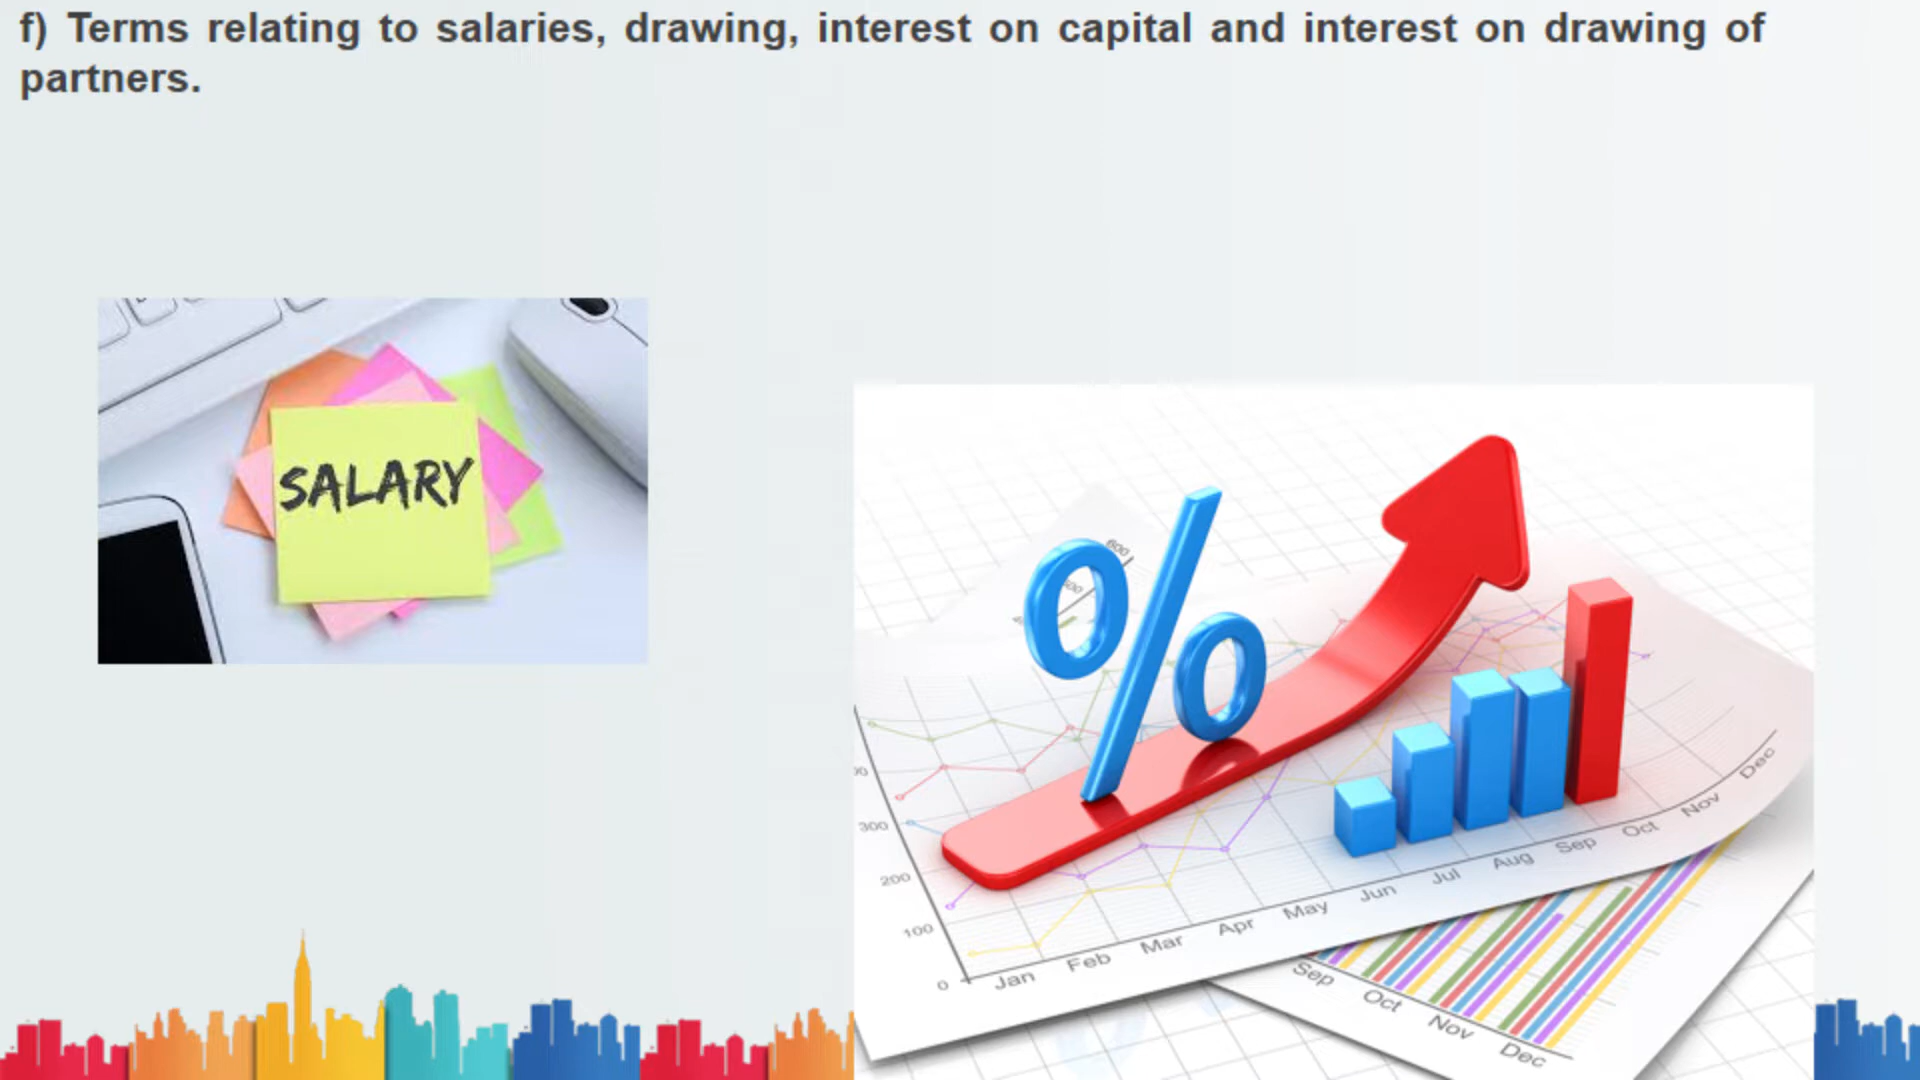 f) Terms relating to salaries, drawing, interest on capital and interest on drawing of
partners.
SALARY
600
300
200
100
0
Jan Feb Mar Apr May Jun Jul Aug Sep Oct Nov Dec
Sep Oct Nov Dec